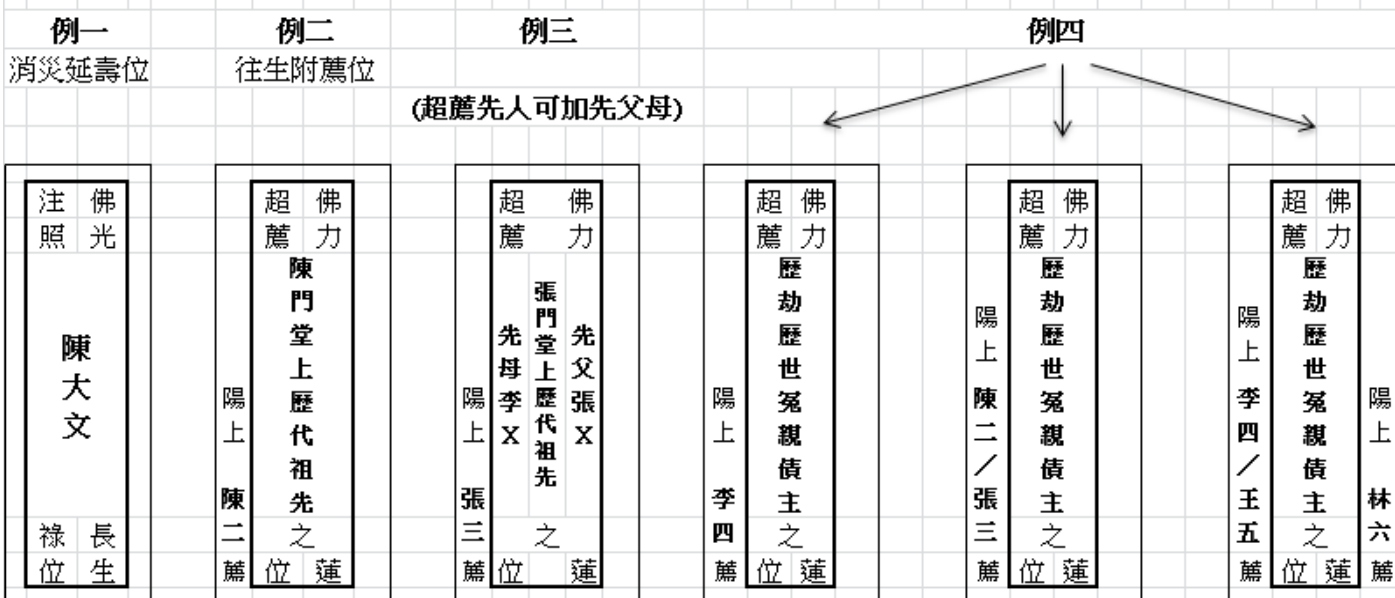 例一
例二
例三
例四
消災延壽位
往生附薦位
(超薦先人可加先父母)
佛光
注照
陳大文
長生
祿位
佛力
超薦
陳門堂上歷代祖先
之
蓮位
陽上 陳二 薦
佛力
超薦
先父張X
張門堂上歷代祖先
先母李X
之
蓮位
陽上 張三 薦
佛力
超薦
歷劫歷世冤親債主
之
蓮位
陽上 李四 薦
佛力
超薦
歷劫歷世冤親債主
之
蓮位
陽上 陳二/張三 薦
陽上 林六 薦
佛力
超薦
歷劫歷世冤親債主
之
蓮位
陽上 李四/王五 薦